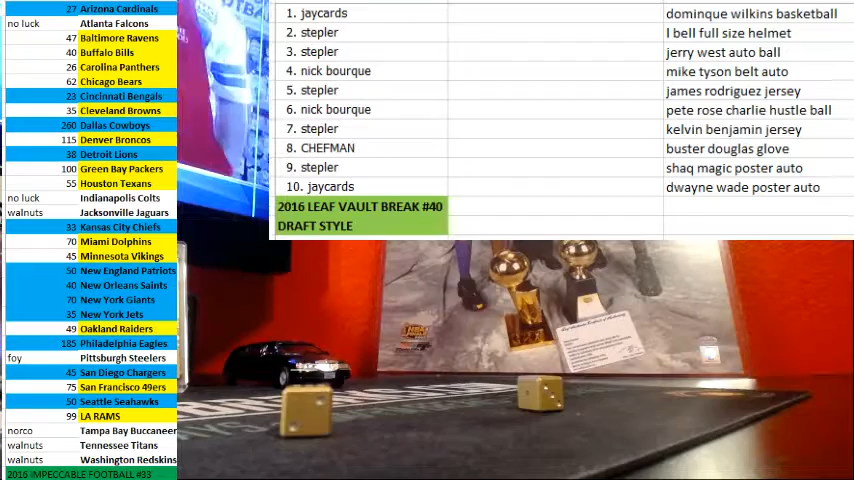 27 Arizona Cardinals
no luck Atlanta Falcons
47 Baltimore Ravens
40 Buffalo Bills
26 Carolina Panthers
62 Chicago Bears
23 Cincinnati Bengals
35 Cleveland Browns
260 Dallas Cowboys
115 Denver Broncos
38 Detroit Lions
100 Green Bay Packers
55 Houston Texans
no luck Indianapolis Colts
walnuts Jacksonville Jaguars
33 Kansas City Chiefs
70 Miami Dolphins
45 Minnesota Vikings
50 New England Patriots
40 New Orleans Saints
70 New York Giants
35 New York Jets
49 Oakland Raiders
185 Philadelphia Eagles
foy Pittsburgh Steelers
45 San Diego Chargers
75 San Francisco 49ers
50 Seattle Seahawks
99 LA RAMS
norco Tampa Bay Buccaneer
walnuts Tennessee Titans
walnuts Washington Redskins
2016 IMPECCABLE FOOTBALL #33
1. jaycards dominque wilkins basketball
2. stepler l bell full size helmet
3. stepler jerry west auto ball
4. nick bourque mike tyson belt auto
5. stepler james rodriguez jersey
6. nick bourque pete rose charlie hustle ball
7. stepler kelvin benjamin jersey
8. CHEFMAN buster douglas glove
9. stepler shaq magic poster auto
10. jaycards dwayne wade poster auto
2016 LEAF VAULT BREAK #40
DRAFT STYLE